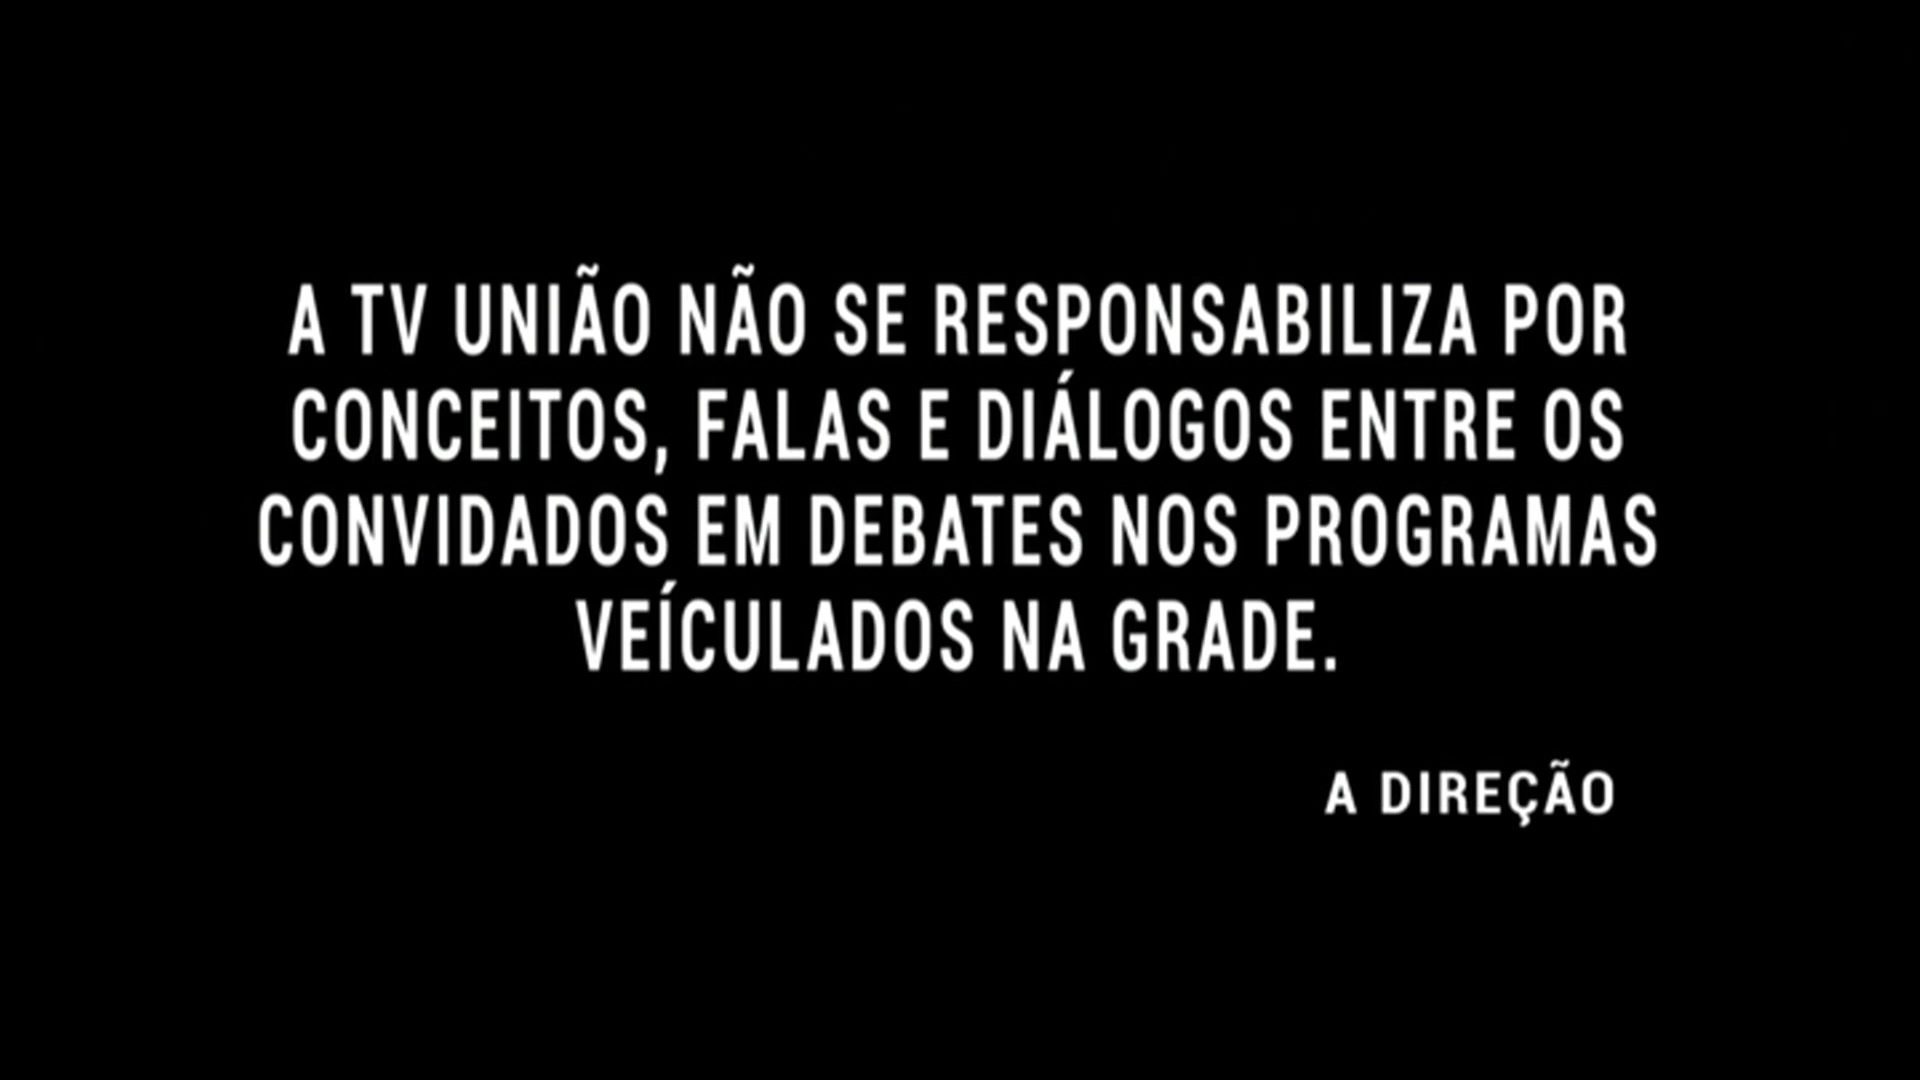 A TV UNIÃO NÃO SE RESPONSABILIZA POR
CONCEITOS, FALAS E DIÁLOGOS ENTRE OS
CONVIDADOS EM DEBATES NOS PROGRAMAS
VEÍCULADOS NA GRADE.
A DIREÇÃO